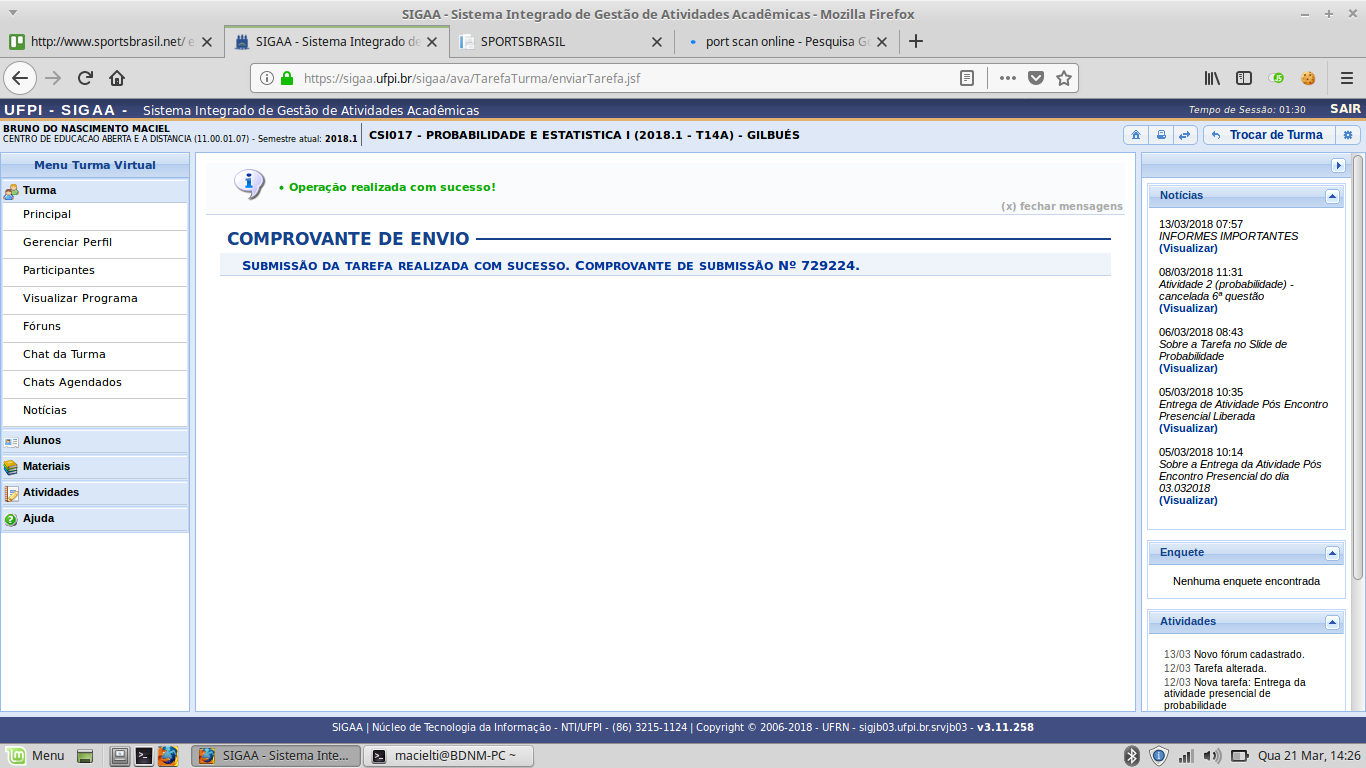 SIGAA - Sistema Integrado de Gestão de Atividades Acadêmicas - Mozilla Firefox
http://www.sportsbrasil.net/ e
SIGAA - Sistema Integrado de
SPORTSBRASIL
port scan online - Pesquisa Go
https://sigaa.ufpi.br/sigaa/ava/TarefaTurma/enviarTarefa.jsf
UFPI - SIGAA - Sistema Integrado de Gestão de Atividades Acadêmicas
Tempo de Sessão: 01:30 SAIR
BRUNO DO NASCIMENTO MACIEL
CENTRO DE EDUCACAO ABERTA E A DISTANCIA (11.00.01.07) - Semestre atual: 2018.1
CSI017 - PROBABILIDADE E ESTATISTICA I (2018.1 - T14A) - GILBUÉS
Trocar de Turma
Menu Turma Virtual
Turma
Principal
Gerenciar Perfil
Participantes
Visualizar Programa
Fóruns
Chat da Turma
Chats Agendados
Notícias
Alunos
Materiais
Atividades
Ajuda
• Operação realizada com sucesso!
(x) fechar mensagens
COMPROVANTE DE ENVIO
SUBMISSÃO DA TAREFA REALIZADA COM SUCESSO. COMPROVANTE DE SUBMISSÃO Nº 729224.
Notícias
13/03/2018 07:57
INFORMES IMPORTANTES
(Visualizar)
08/03/2018 11:31
Atividade 2 (probabilidade) -
cancelada 6ª questão
(Visualizar)
06/03/2018 08:43
Sobre a Tarefa no Slide de
Probabilidade
(Visualizar)
05/03/2018 10:35
Entrega de Atividade Pós Encontro
Presencial Liberada
(Visualizar)
05/03/2018 10:14
Sobre a Entrega da Atividade Pós
Encontro Presencial do dia
03.032018
(Visualizar)
Enquete
Nenhuma enquete encontrada
Atividades
13/03 Novo fórum cadastrado.
12/03 Tarefa alterada.
12/03 Nova tarefa: Entrega da
atividade presencial de
probabilidade
SIGAA | Núcleo de Tecnologia da Informação - NTI/UFPI - (86) 3215-1124 | Copyright © 2006-2018 - UFRN - sigjb03.ufpi.br.srvjb03 - v3.11.258
Menu
SIGAA - Sistema Inte...
macielti@BDNM-PC ~
Qua 21 Mar, 14:26